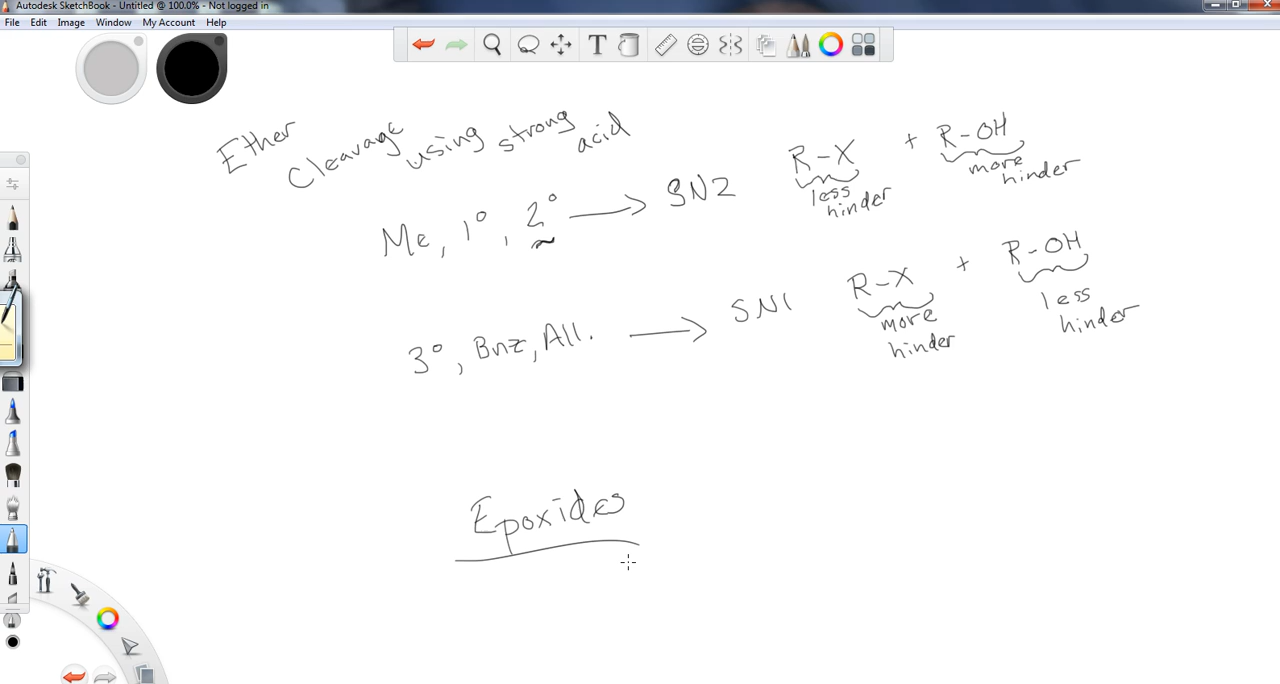 Autodesk SketchBook - Untitled @ 100.0% - Not logged in
File Edit Image Window My Account Help
Ether Cleavage using strong acid
Me, 1°, 2° → SN2 R-X + R-OH
less hinder more hinder
3°, Bnz, All. → SN1 R-X + R-OH
more hinder less hinder
Epoxides